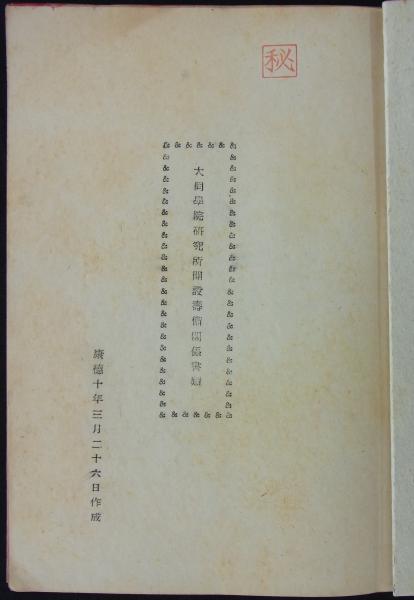 秘
大同學院研究所開設準備關係書類
康德十年三月二十六日作成